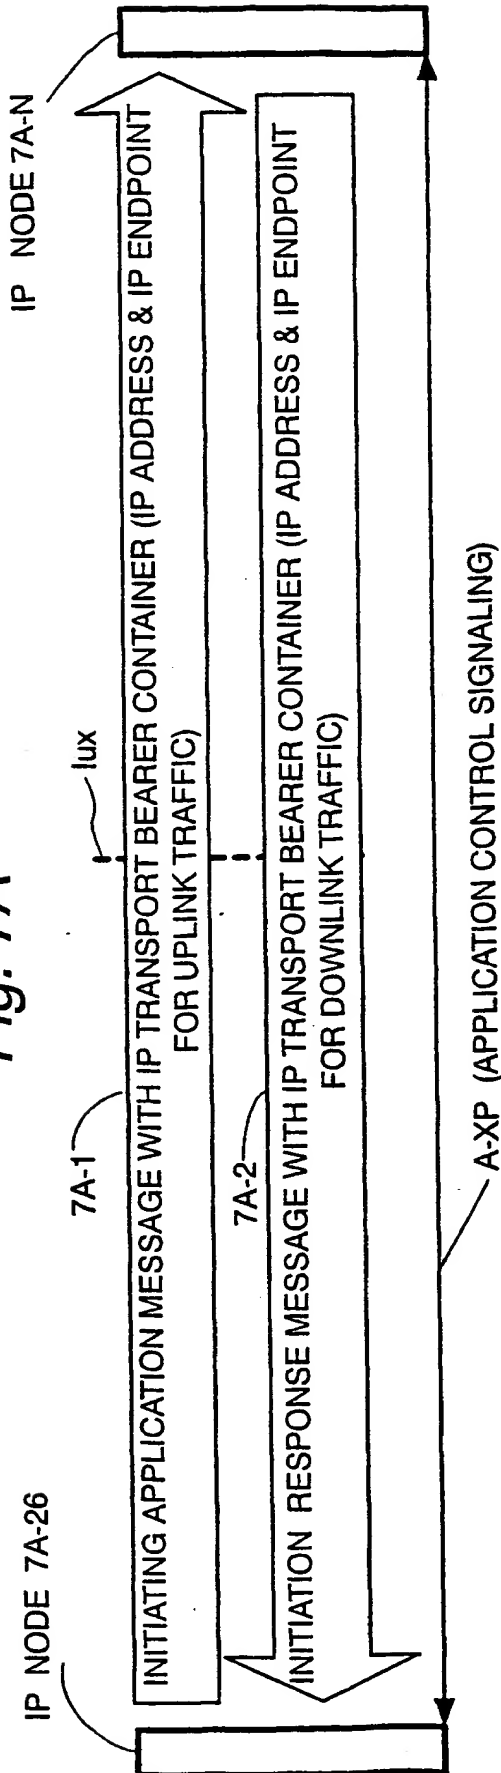 Fig. 7A
IP NODE 7A-26
IP NODE 7A-N
Iux
7A-1
INITIATING APPLICATION MESSAGE WITH IP TRANSPORT BEARER CONTAINER (IP ADDRESS & IP ENDPOINT
FOR UPLINK TRAFFIC)
7A-2
INITIATION RESPONSE MESSAGE WITH IP TRANSPORT BEARER CONTAINER (IP ADDRESS & IP ENDPOINT
FOR DOWNLINK TRAFFIC)
A-XP (APPLICATION CONTROL SIGNALING)